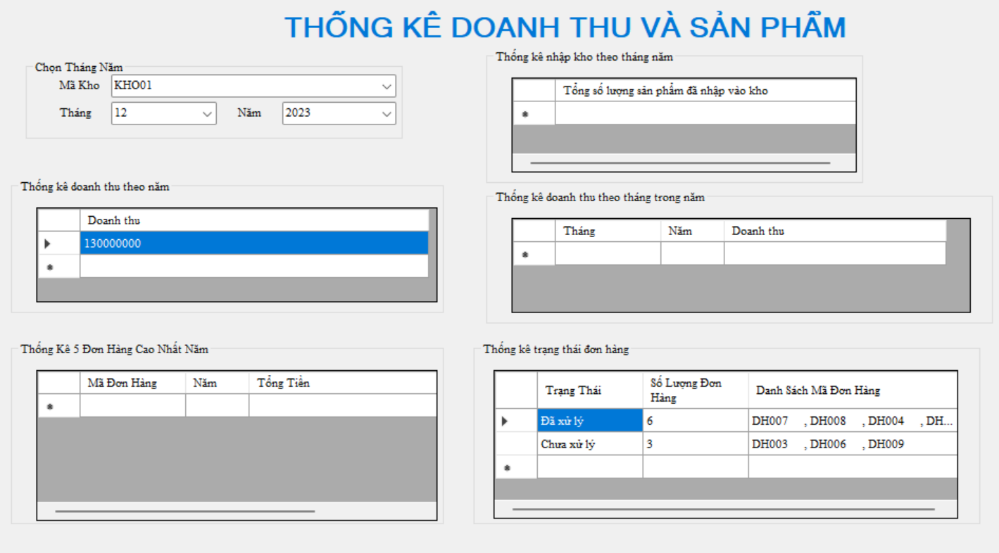 THỐNG KÊ DOANH THU VÀ SẢN PHẨM
Chọn Tháng Năm
Mã Kho KHO01
Tháng 12 Năm 2023
Thống kê nhập kho theo tháng năm
Tổng số lượng sản phẩm đã nhập vào kho
Thống kê doanh thu theo năm
Doanh thu
130000000
Thống kê doanh thu theo tháng trong năm
Tháng Năm Doanh thu
Thống Kê 5 Đơn Hàng Cao Nhất Năm
Mã Đơn Hàng Năm Tổng Tiền
Thống kê trạng thái đơn hàng
Trạng Thái Số Lượng Đơn Hàng Danh Sách Mã Đơn Hàng
Đã xử lý 6 DH007 , DH008 , DH004 , DH...
Chưa xử lý 3 DH003 , DH006 , DH009